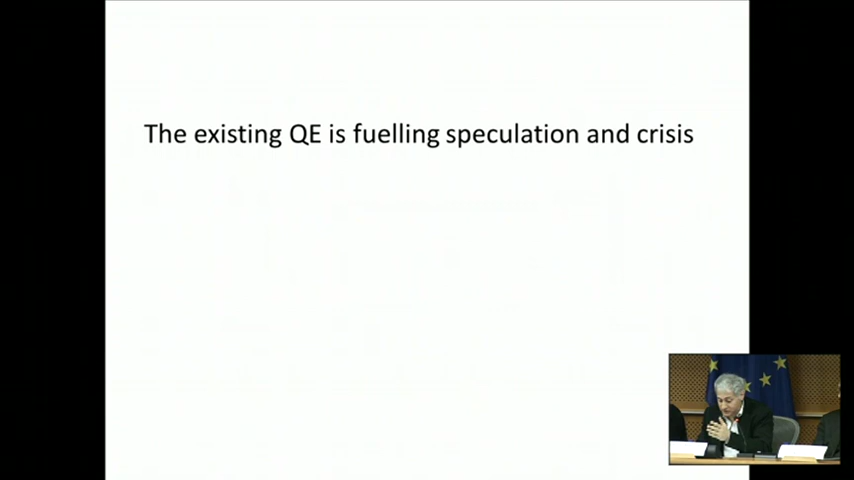 The existing QE is fuelling speculation and crisis